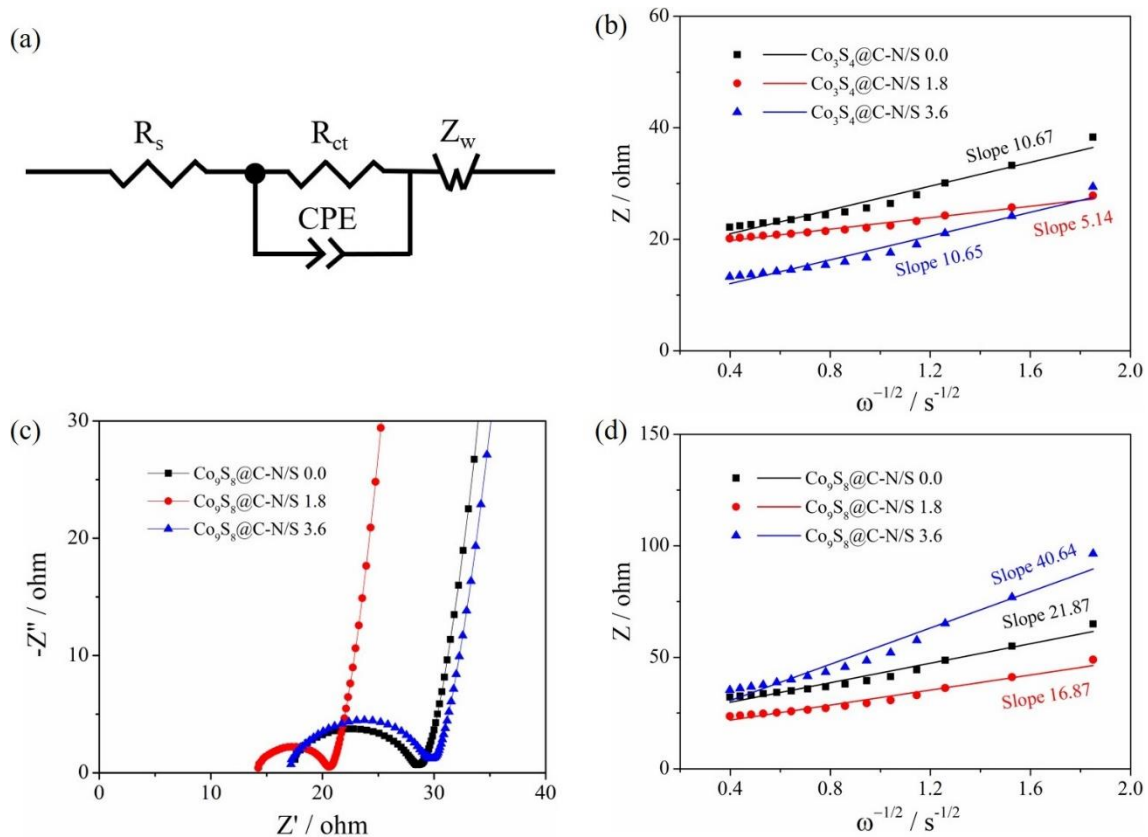 (a)
R_s
R_ct
Z_w
CPE
(b)
Z / ohm
60
40
20
0
Co₃S₄@C-N/S 0.0
Co₃S₄@C-N/S 1.8
Co₃S₄@C-N/S 3.6
Slope 10.67
Slope 5.14
Slope 10.65
0.4 0.8 1.2 1.6 2.0
ω⁻¹/² / s⁻¹/²
(c)
-Z'' / ohm
30
20
10
0
Co₉S₈@C-N/S 0.0
Co₉S₈@C-N/S 1.8
Co₉S₈@C-N/S 3.6
0 10 20 30 40
Z' / ohm
(d)
Z / ohm
150
100
50
0
Co₉S₈@C-N/S 0.0
Co₉S₈@C-N/S 1.8
Co₉S₈@C-N/S 3.6
Slope 40.64
Slope 21.87
Slope 16.87
0.4 0.8 1.2 1.6 2.0
ω⁻¹/² / s⁻¹/²